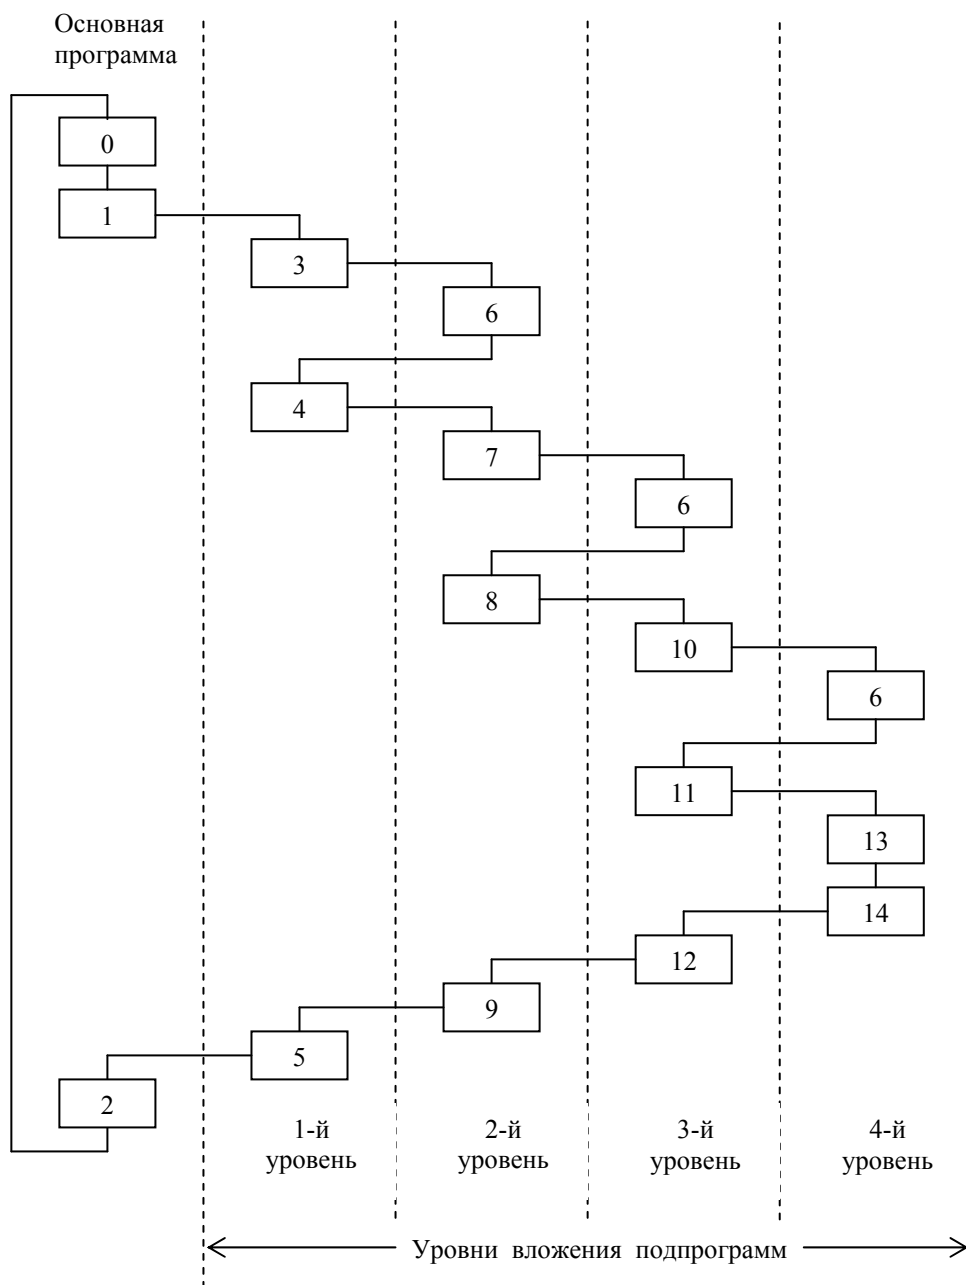 Основная
программа
0
1
3
6
4
7
6
8
10
6
11
13
14
12
9
5
2
1-й
уровень
2-й
уровень
3-й
уровень
4-й
уровень
Уровни вложения подпрограмм